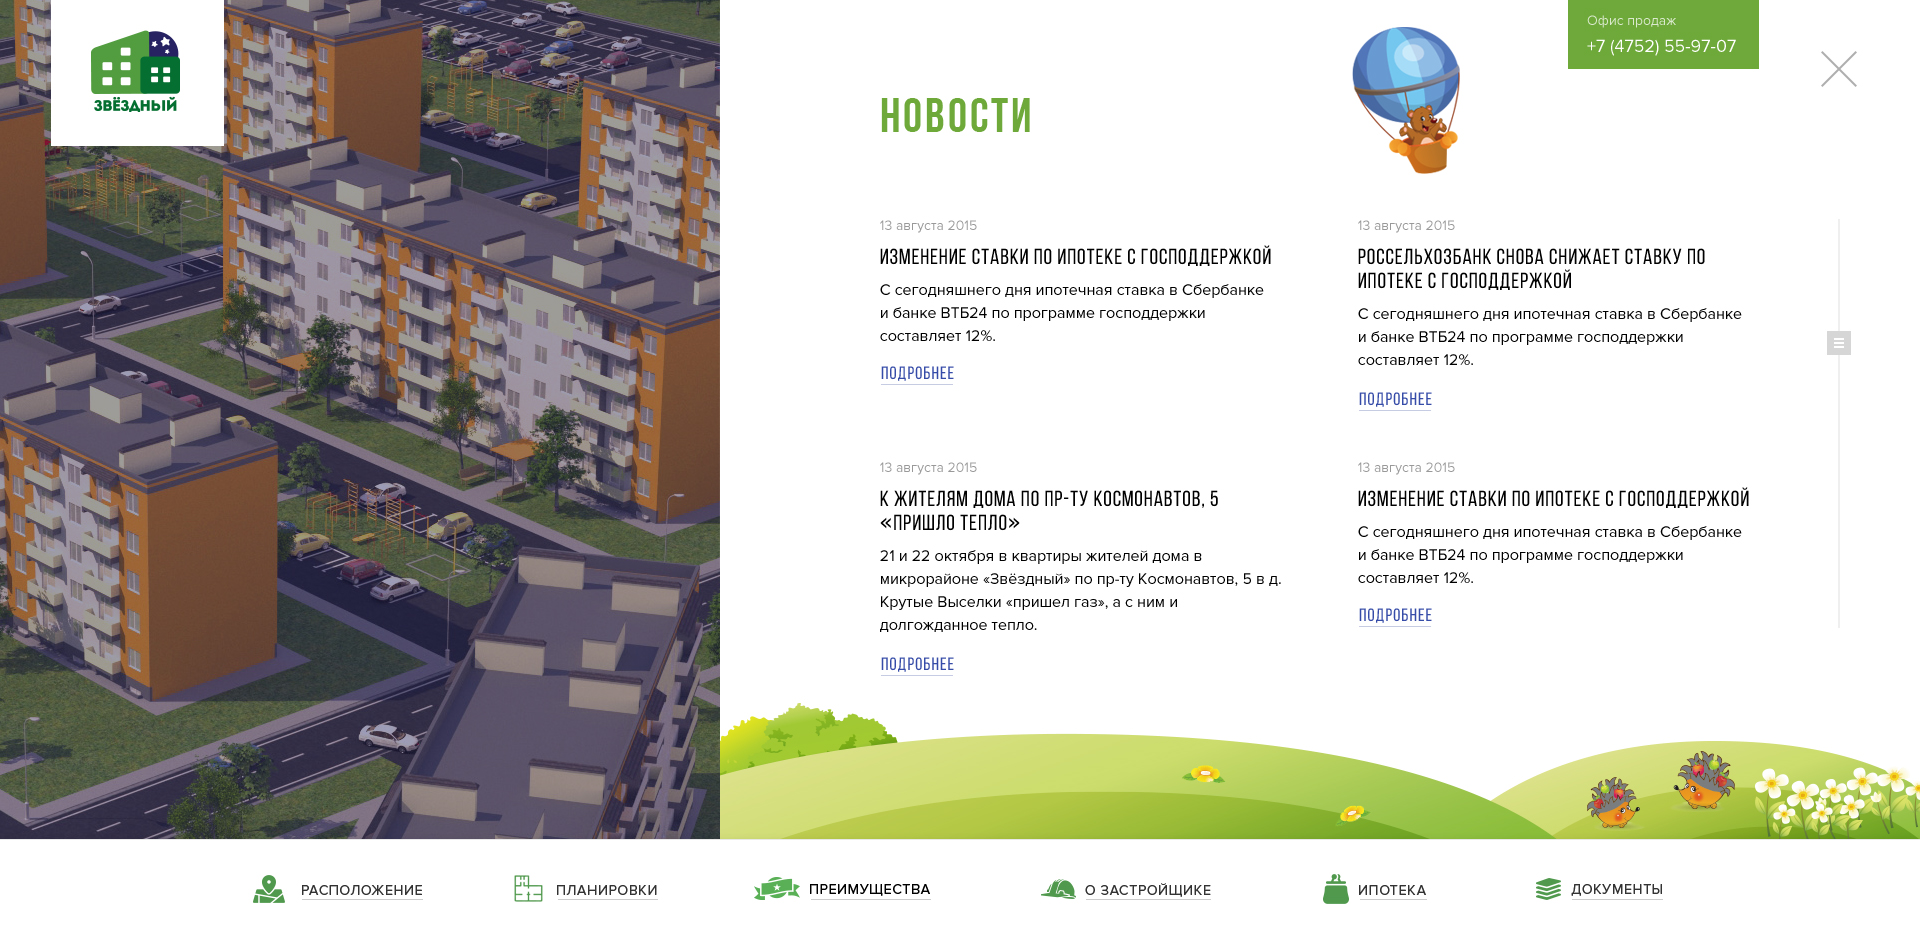 ЗВЁЗДНЫЙ
Офис продаж
+7 (4752) 55-97-07
НОВОСТИ
13 августа 2015
ИЗМЕНЕНИЕ СТАВКИ ПО ИПОТЕКЕ С ГОСПОДДЕРЖКОЙ
С сегодняшнего дня ипотечная ставка в Сбербанке
и банке ВТБ24 по программе господдержки
составляет 12%.
ПОДРОБНЕЕ
13 августа 2015
РОССЕЛЬХОЗБАНК СНОВА СНИЖАЕТ СТАВКУ ПО
ИПОТЕКЕ С ГОСПОДДЕРЖКОЙ
С сегодняшнего дня ипотечная ставка в Сбербанке
и банке ВТБ24 по программе господдержки
составляет 12%.
ПОДРОБНЕЕ
13 августа 2015
К ЖИТЕЛЯМ ДОМА ПО ПР-ТУ КОСМОНАВТОВ, 5
«ПРИШЛО ТЕПЛО»
21 и 22 октября в квартиры жителей дома в
микрорайоне «Звёздный» по пр-ту Космонавтов, 5 в д.
Крутые Выселки «пришел газ», а с ним и
долгожданное тепло.
ПОДРОБНЕЕ
13 августа 2015
ИЗМЕНЕНИЕ СТАВКИ ПО ИПОТЕКЕ С ГОСПОДДЕРЖКОЙ
С сегодняшнего дня ипотечная ставка в Сбербанке
и банке ВТБ24 по программе господдержки
составляет 12%.
ПОДРОБНЕЕ
РАСПОЛОЖЕНИЕ
ПЛАНИРОВКИ
ПРЕИМУЩЕСТВА
О ЗАСТРОЙЩИКЕ
ИПОТЕКА
ДОКУМЕНТЫ